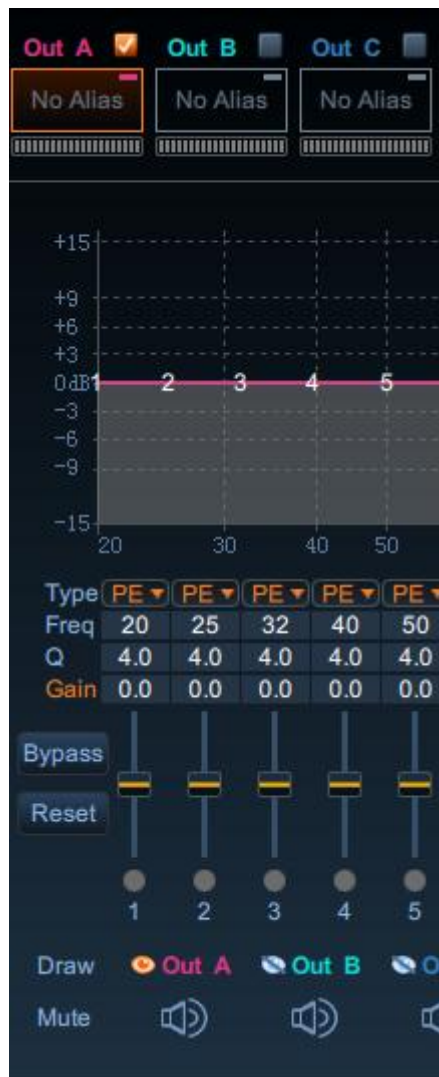 Out A Out B Out C
No Alias No Alias No Alias
+15
+9
+6
+3
0dB 1 2 3 4 5
-3
-6
-9
-15
20 30 40 50
Type PE PE PE PE PE
Freq 20 25 32 40 50
Q 4.0 4.0 4.0 4.0 4.0
Gain 0.0 0.0 0.0 0.0 0.0
Bypass
Reset
1 2 3 4 5
Draw Out A Out B O
Mute